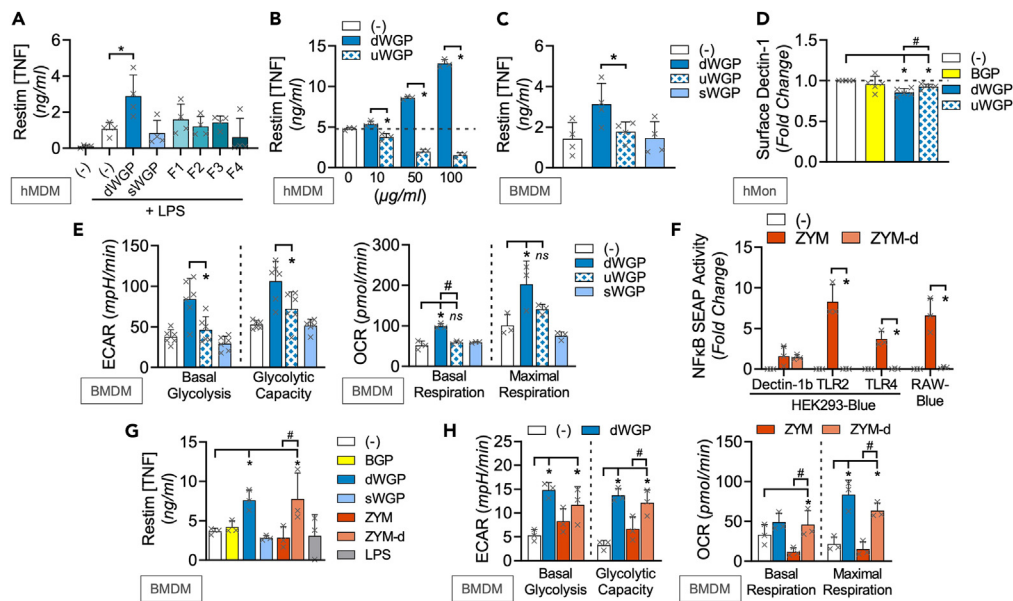 A
Restim [TNF]
ng/ml)
6
4
2
0
*
(-)
(-)
dWGP
sWGP
F1
F2
F3
F4
+ LPS
hMDM
B
(-)
dWGP
uWGP
Restim [TNF]
(ng/ml)
15
10
5
0
*
*
*
0
10
50
100
(µg/ml)
hMDM
C
Restim [TNF]
(ng/ml)
6
4
2
0
*
(-)
dWGP
uWGP
sWGP
BMDM
D
Surface Dectin-1
(Fold Change)
1.5
1.0
0.5
0.0
#
*
*
(-)
BGP
dWGP
uWGP
hMon
E
ECAR (mpH/min)
150
100
50
0
*
*
Basal
Glycolysis
Glycolytic
Capacity
BMDM
OCR (pmol/min)
300
200
100
0
#
*
ns
*
ns
Basal
Respiration
Maximal
Respiration
(-)
dWGP
uWGP
sWGP
BMDM
F
(-)
ZYM
ZYM-d
NFκB SEAP Activity
(Fold Change)
15
10
5
0
*
*
*
Dectin-1b
TLR2
TLR4
RAW-
Blue
HEK293-Blue
G
Restim [TNF]
(ng/ml)
15
10
5
0
*
#
*
(-)
BGP
dWGP
sWGP
ZYM
ZYM-d
LPS
BMDM
H
(-)
dWGP
ZYM
ZYM-d
ECAR (mpH/min)
25
20
15
10
5
0
*
*
*
#
*
Basal
Glycolysis
Glycolytic
Capacity
BMDM
OCR (pmol/min)
150
100
50
0
#
*
*
#
*
Basal
Respiration
Maximal
Respiration
BMDM